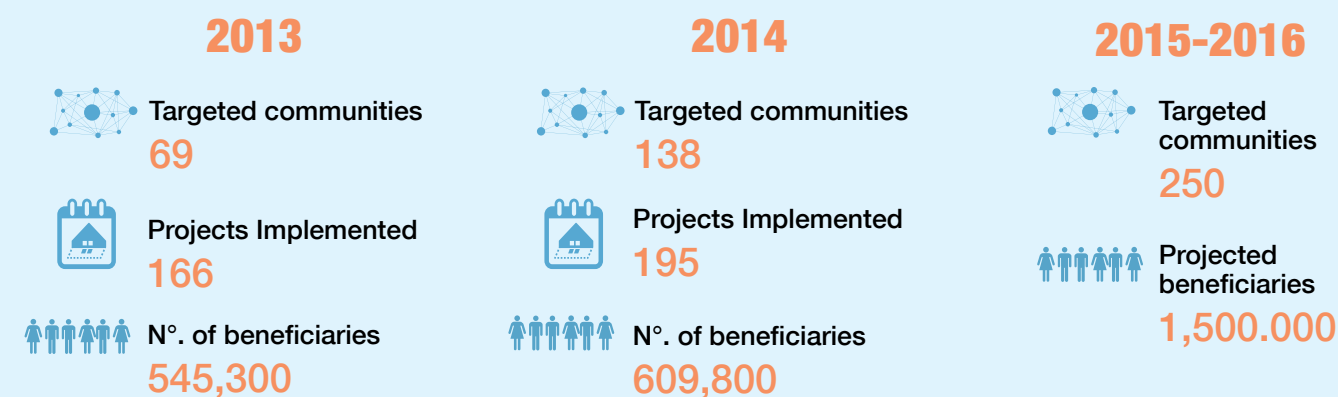 2013
Targeted communities
69
Projects Implemented
166
N°. of beneficiaries
545,300
2014
Targeted communities
138
Projects Implemented
195
N°. of beneficiaries
609,800
2015-2016
Targeted
communities
250
Projected
beneficiaries
1,500.000